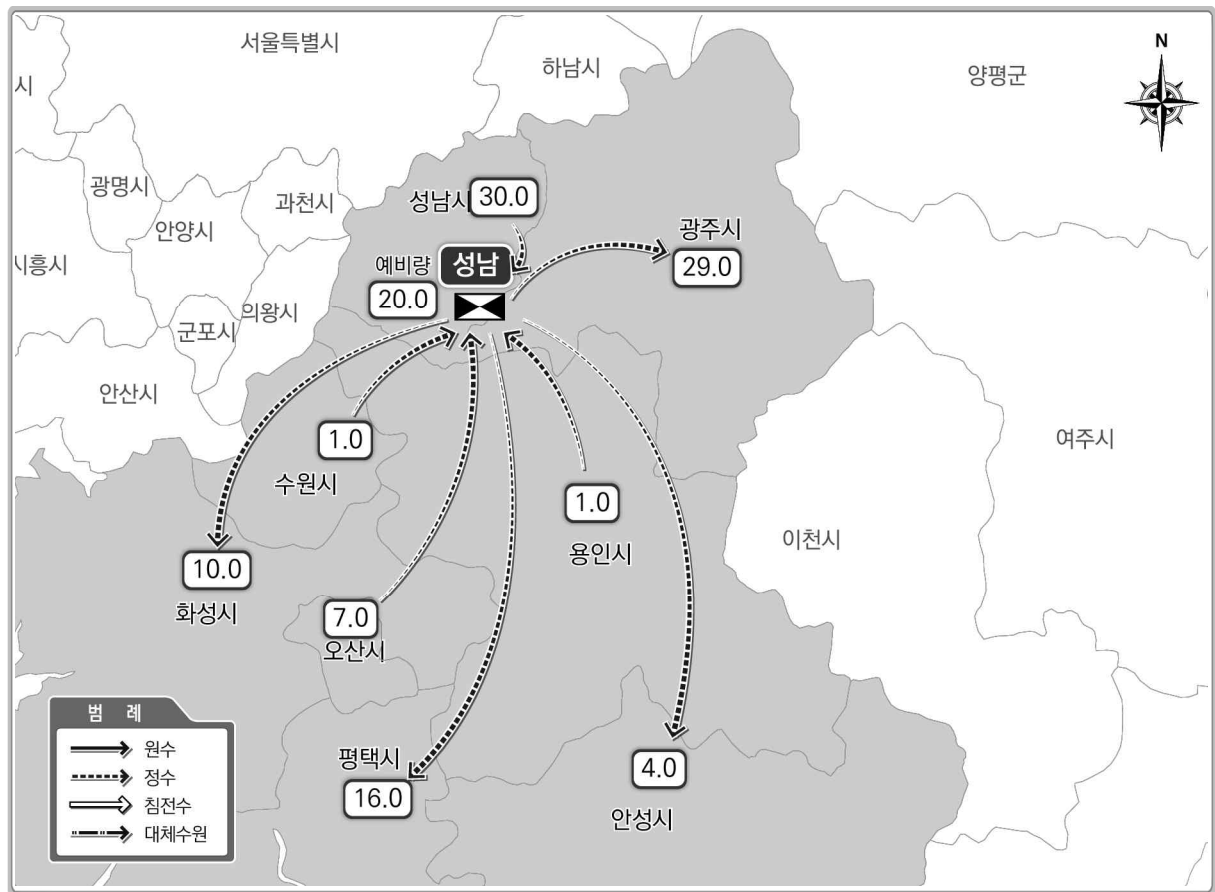 서울특별시
하남시
양평군
N
시
광명시
과천시
안양시
성남시 30.0
광주시
29.0
시흥시
예비량
성남
20.0
의왕시
군포시
안산시
여주시
1.0
수원시
1.0
용인시
이천시
10.0
화성시
7.0
오산시
평택시
16.0
4.0
안성시
범 례
원수
정수
침전수
대체수원